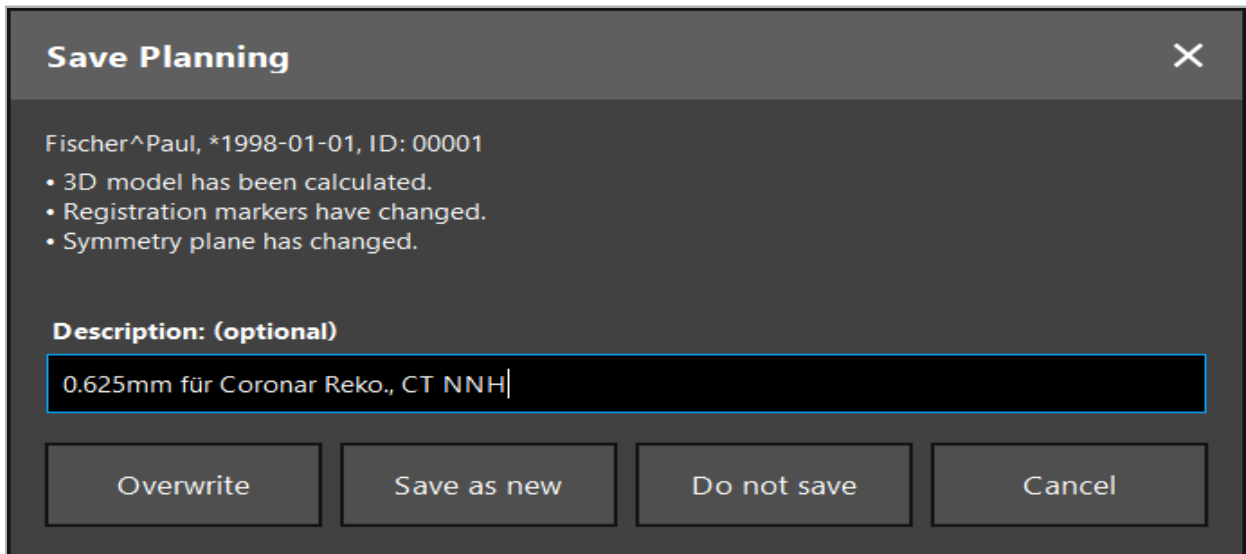 Save Planning
Fischer^Paul, *1998-01-01, ID: 00001
• 3D model has been calculated.
• Registration markers have changed.
• Symmetry plane has changed.
Description: (optional)
0.625mm für Coronar Reko., CT NNH
Overwrite Save as new Do not save Cancel